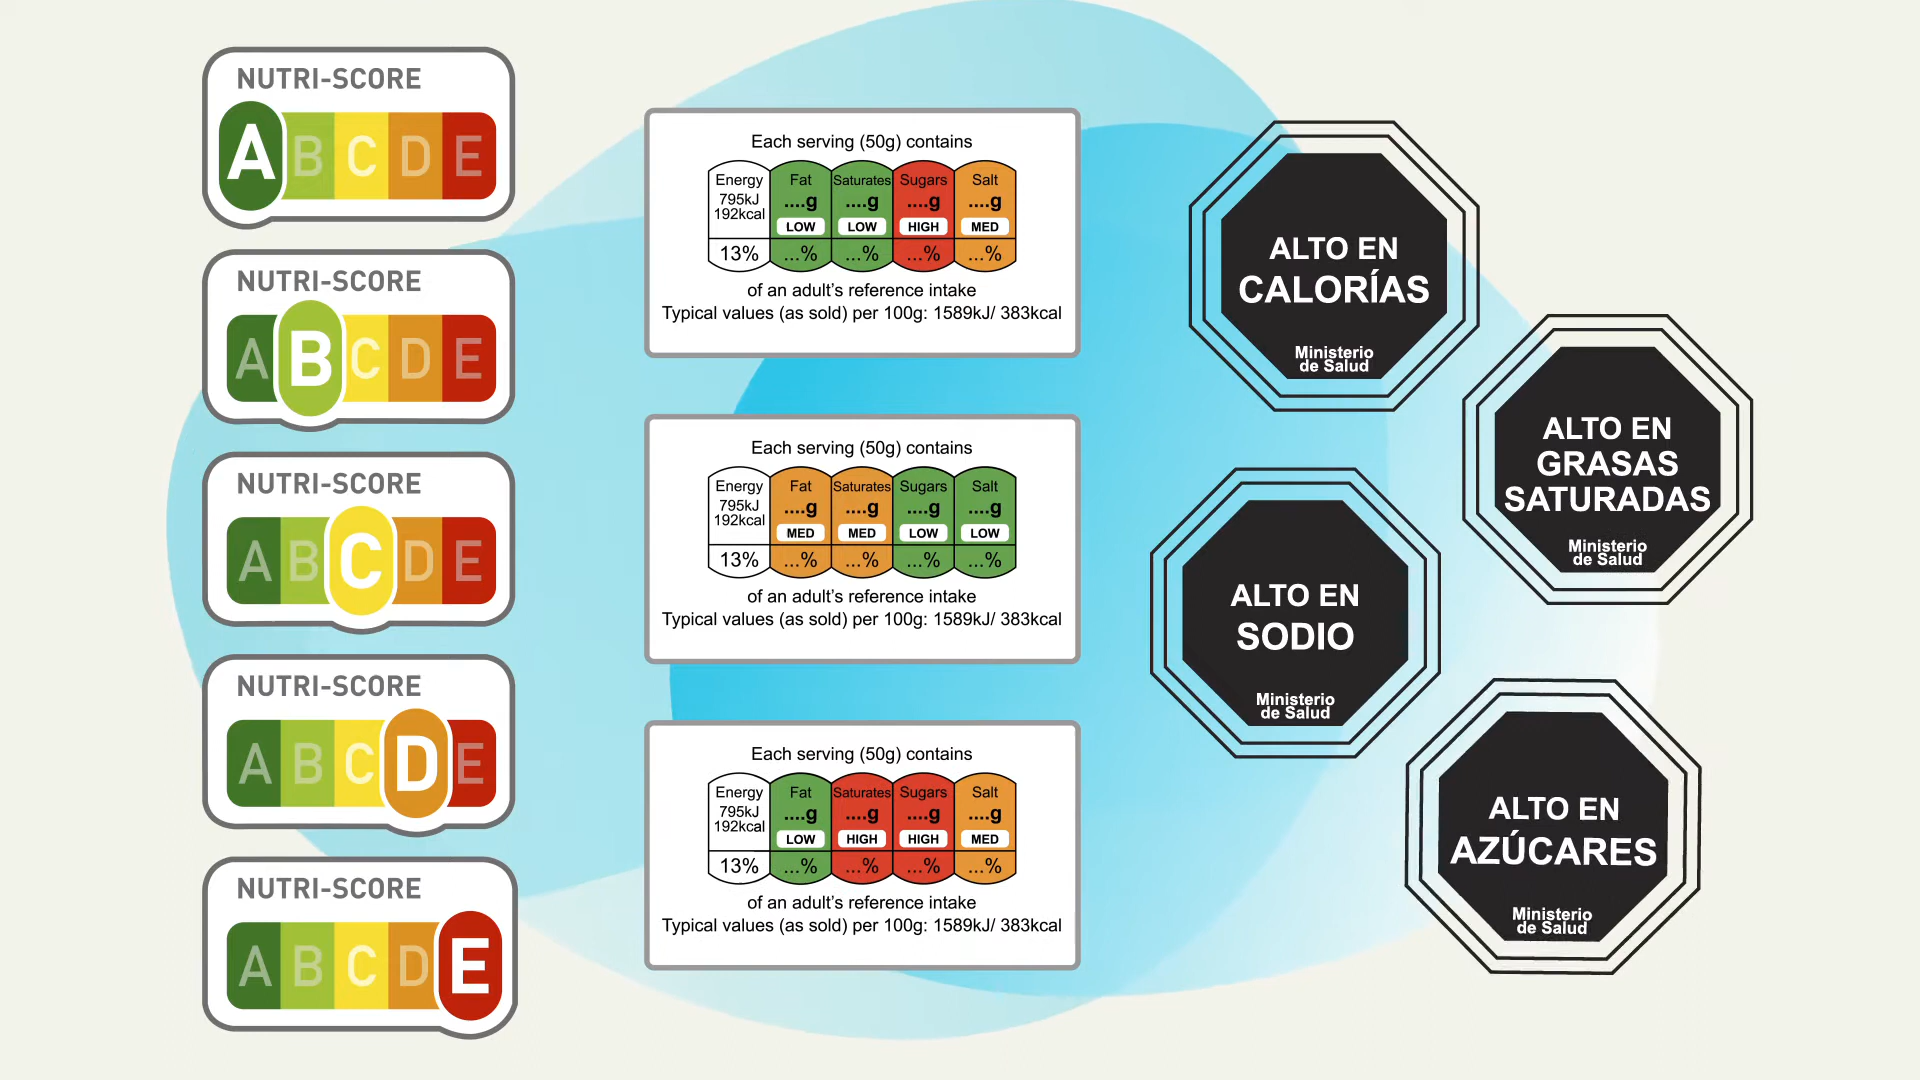 NUTRI-SCORE
A B C D E
NUTRI-SCORE
A B C D E
NUTRI-SCORE
A B C D E
NUTRI-SCORE
A B C D E
NUTRI-SCORE
A B C D E
Each serving (50g) contains
Energy Fat Saturates Sugars Salt
795kJ ....g ....g ....g ....g
192kcal LOW LOW HIGH MED
13% ...% ...% ...% ...%
of an adult’s reference intake
Typical values (as sold) per 100g: 1589kJ/ 383kcal
Each serving (50g) contains
Energy Fat Saturates Sugars Salt
795kJ ....g ....g ....g ....g
192kcal MED MED LOW LOW
13% ...% ...% ...% ...%
of an adult’s reference intake
Typical values (as sold) per 100g: 1589kJ/ 383kcal
Each serving (50g) contains
Energy Fat Saturates Sugars Salt
795kJ ....g ....g ....g ....g
192kcal LOW HIGH HIGH MED
13% ...% ...% ...% ...%
of an adult’s reference intake
Typical values (as sold) per 100g: 1589kJ/ 383kcal
ALTO EN
CALORÍAS
Ministerio
de Salud
ALTO EN
GRASAS
SATURADAS
Ministerio
de Salud
ALTO EN
SODIO
Ministerio
de Salud
ALTO EN
AZÚCARES
Ministerio
de Salud